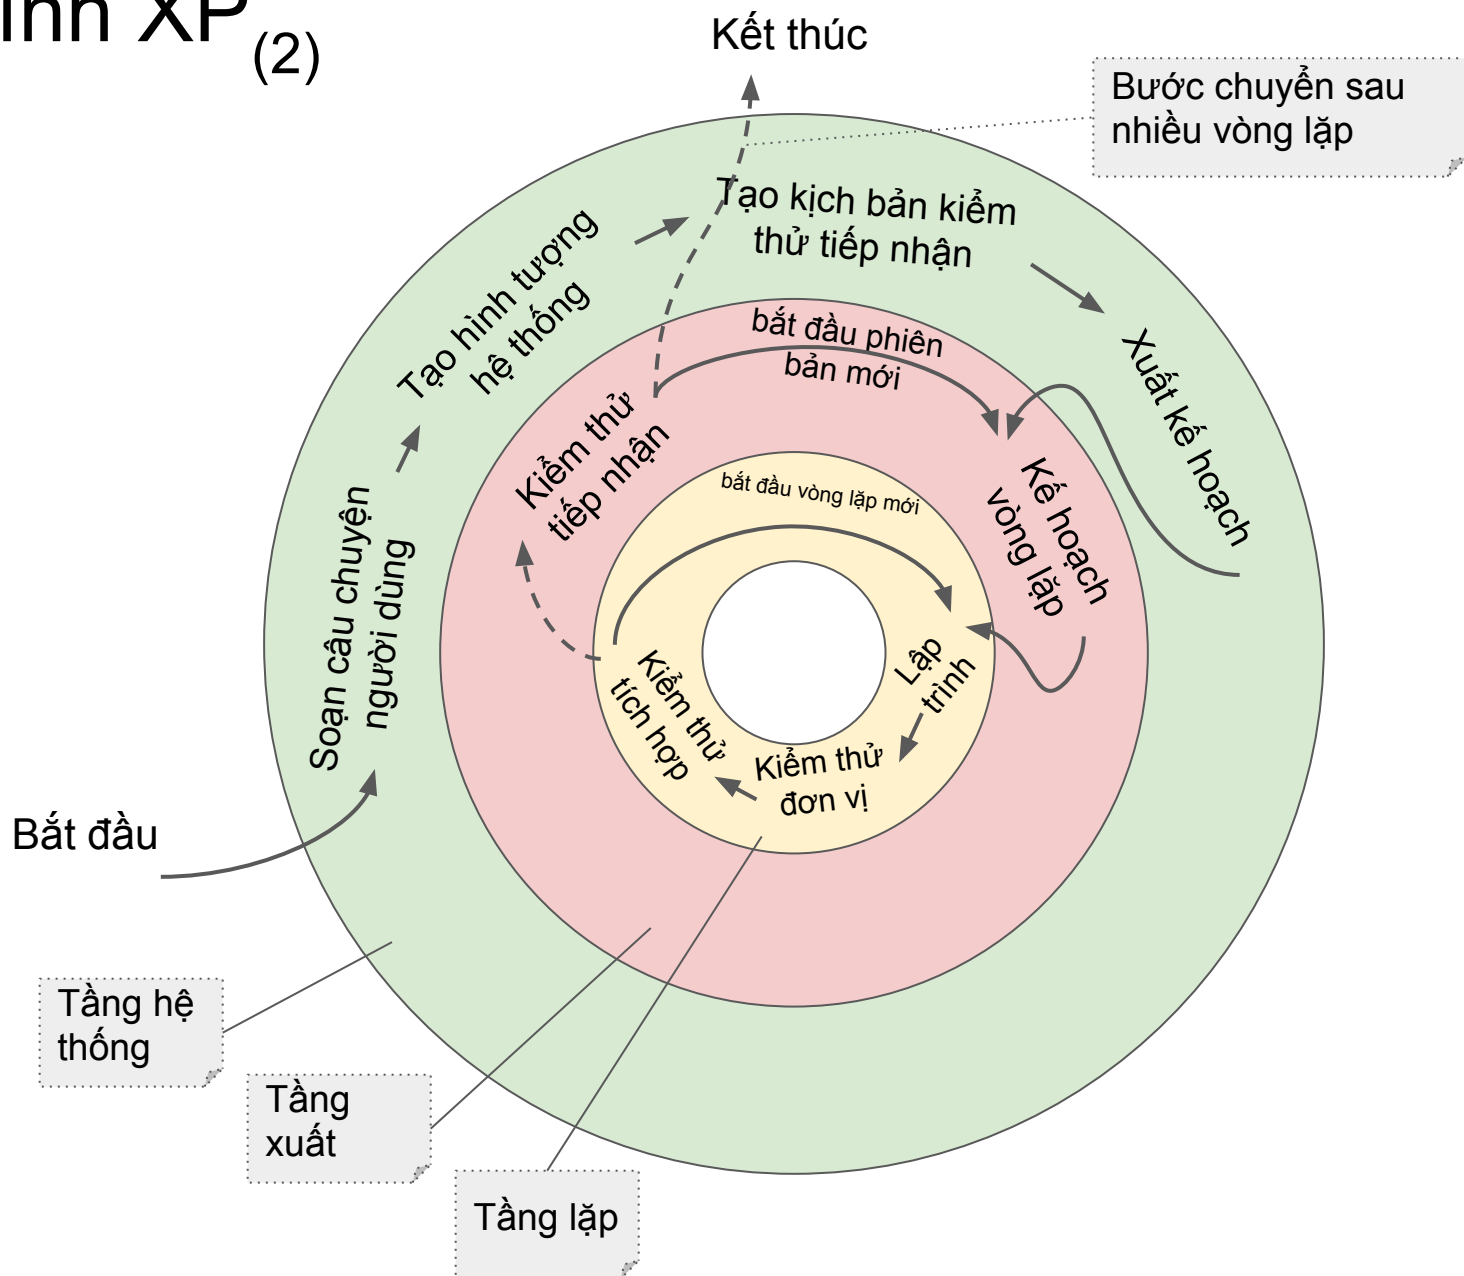 ình XP(2)
Kết thúc
Bước chuyển sau
nhiều vòng lặp
Tạo kịch bản kiểm
thử tiếp nhận
Tạo hình tượng
hệ thống
bắt đầu phiên
bản mới
Xuất kế hoạch
Kiểm thử
tiếp nhận
Kế hoạch
vòng lặp
bắt đầu vòng lặp mới
Soạn câu chuyện
người dùng
Lập
trình
Kiểm thử
tích hợp
Kiểm thử
đơn vị
Bắt đầu
Tầng hệ
thống
Tầng
xuất
Tầng lặp